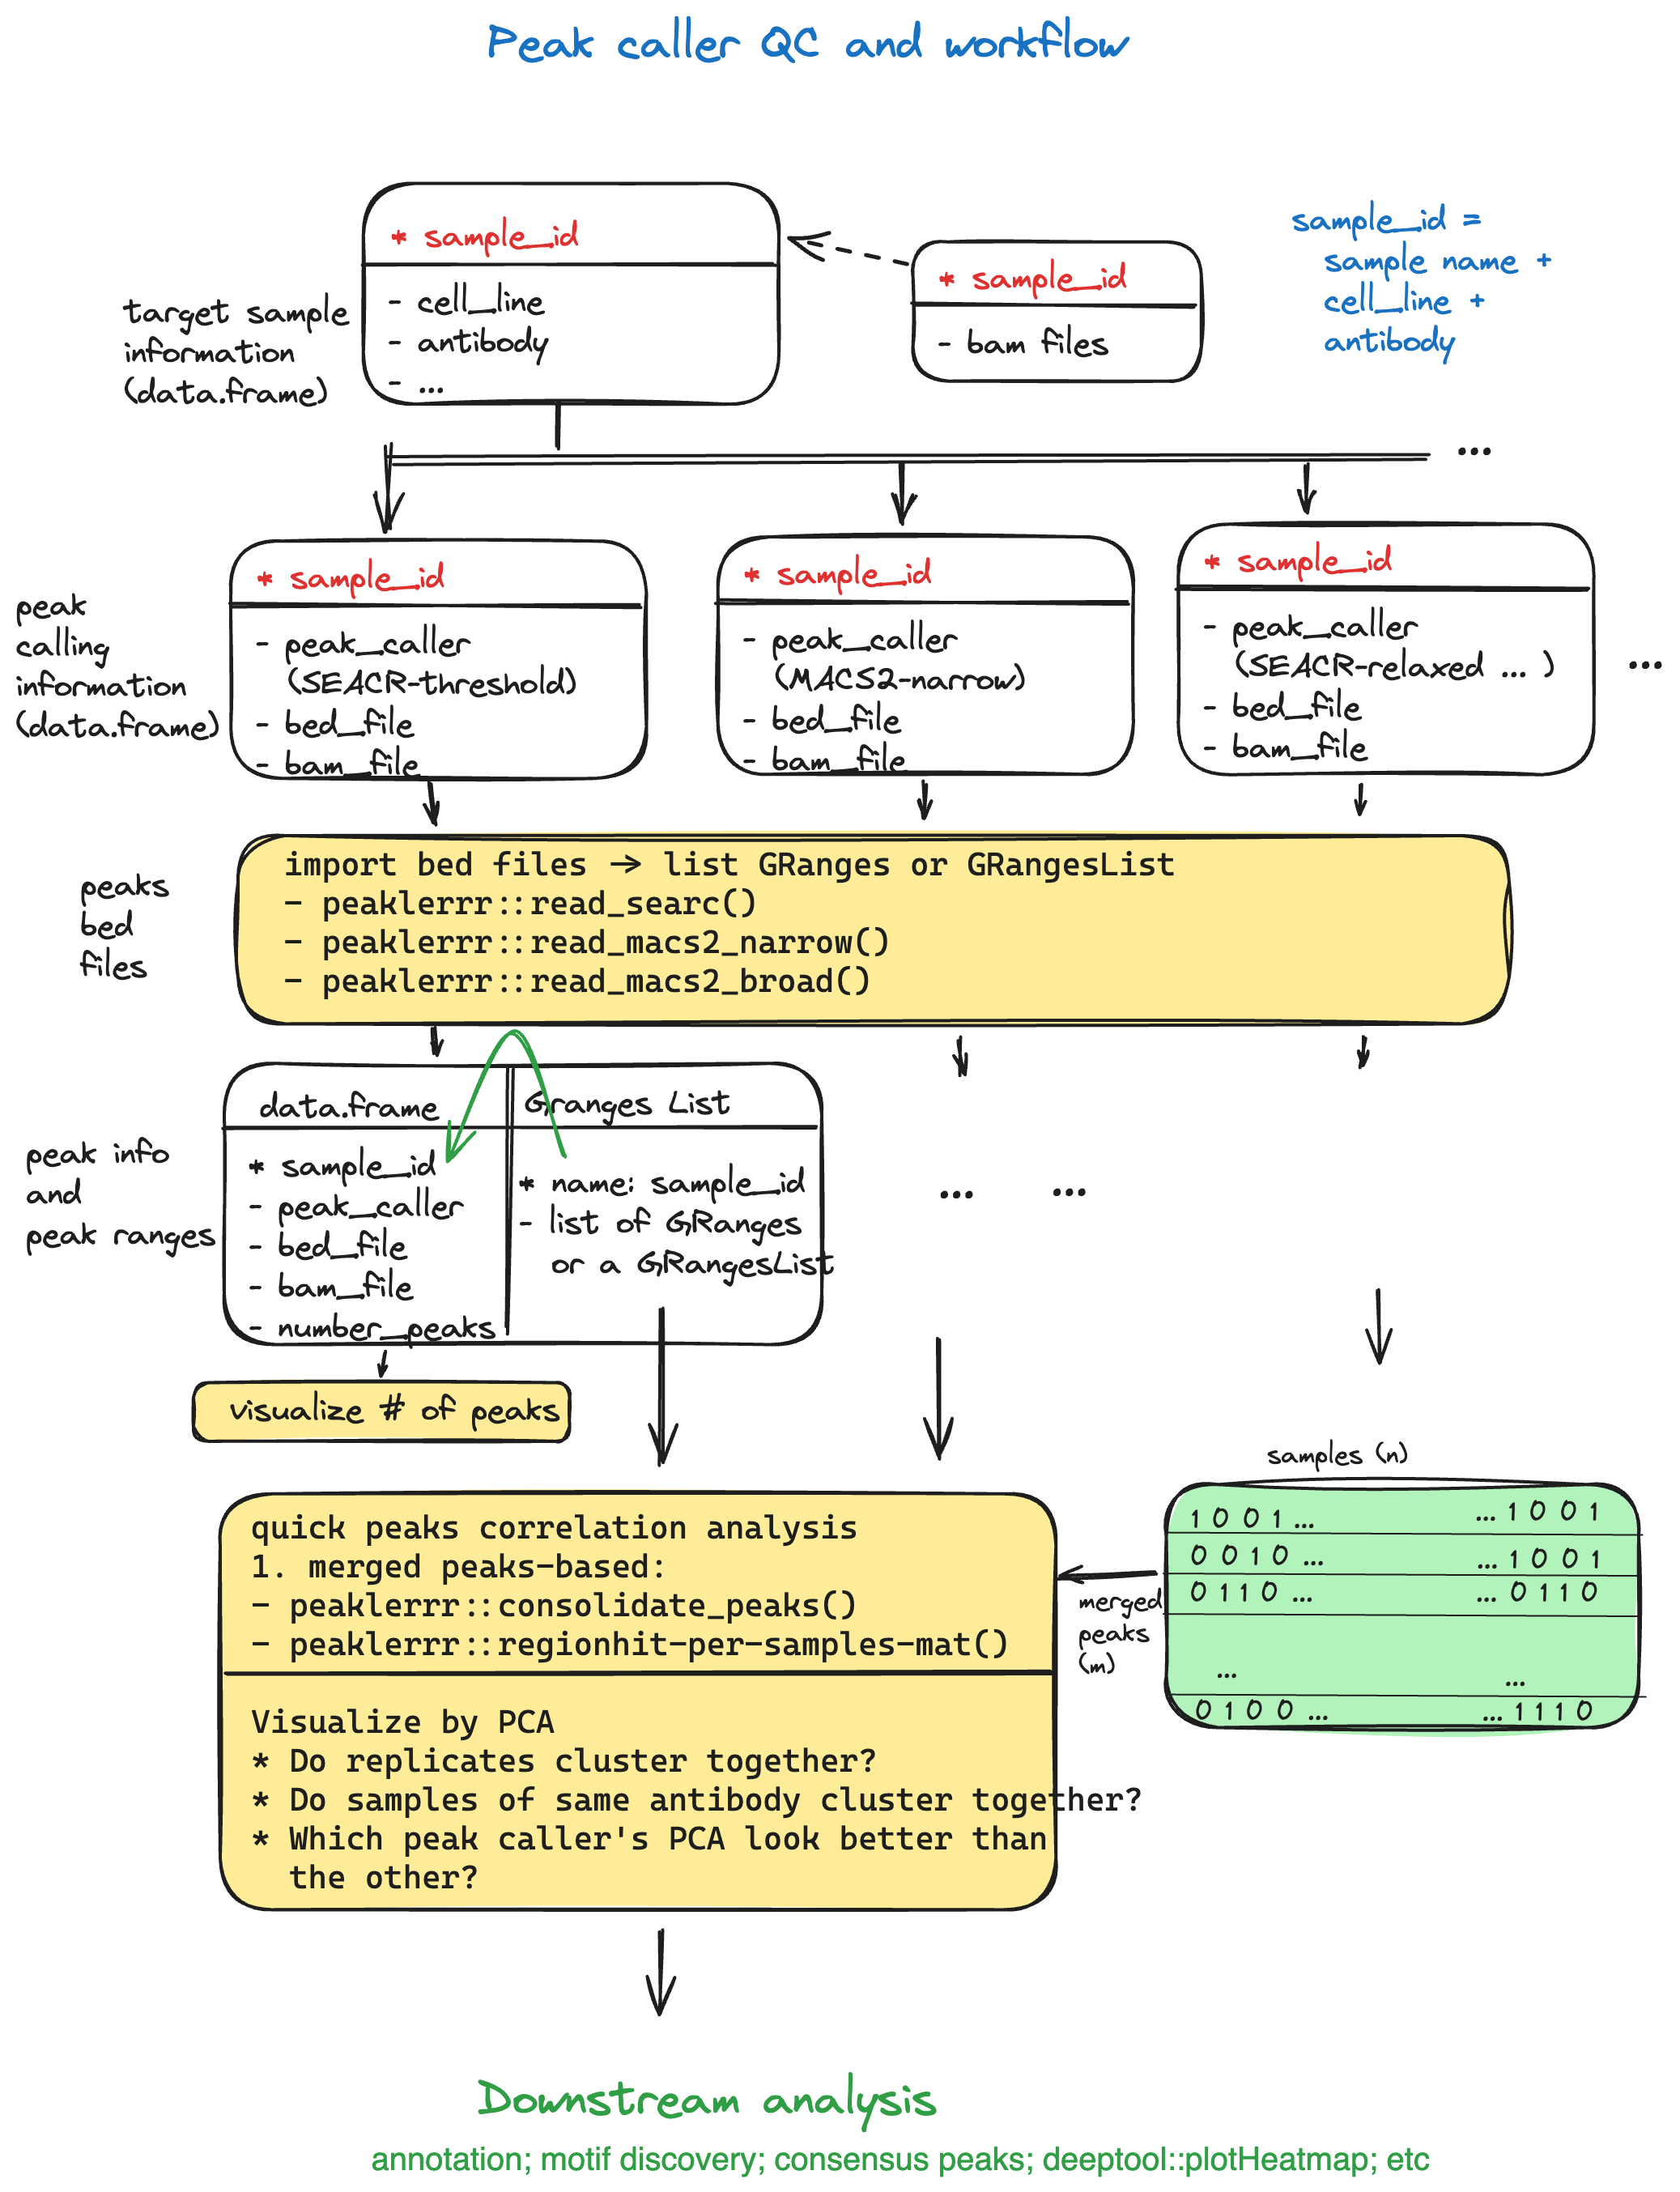 Peak caller QC and workflow
* sample_id
- cell_line
- antibody
- ...
target sample
information
(data.frame)
* sample_id
- bam files
sample_id =
sample name +
cell_line +
antibody
...
peak
calling
information
(data.frame)
* sample_id
- peak_caller
(SEACR-threshold)
- bed_file
- bam_file
* sample_id
- peak_caller
(MACS2-narrow)
- bed_file
- bam_file
* sample_id
- peak_caller
(SEACR-relaxed ... )
- bed_file
- bam_file
...
peaks
bed
files
import bed files -> list GRanges or GRangesList
- peaklerrr::read_searc()
- peaklerrr::read_macs2_narrow()
- peaklerrr::read_macs2_broad()
peak info
and
peak ranges
data.frame
* sample_id
- peak_caller
- bed_file
- bam_file
- number_peaks
Granges List
* name: sample_id
- list of GRanges
or a GRangesList
... ...
visualize # of peaks
quick peaks correlation analysis
1. merged peaks-based:
- peaklerrr::consolidate_peaks()
- peaklerrr::regionhit-per-samples-mat()
Visualize by PCA
* Do replicates cluster together?
* Do samples of same antibody cluster together?
* Which peak caller's PCA look better than
the other?
samples (n)
merged
peaks
(m)
1 0 0 1 ... ... 1 0 0 1
0 0 1 0 ... ... 1 0 0 1
0 1 1 0 ... ... 0 1 1 0
... ...
0 1 0 0 ... ... 1 1 1 0
Downstream analysis
annotation; motif discovery; consensus peaks; deeptool::plotHeatmap; etc